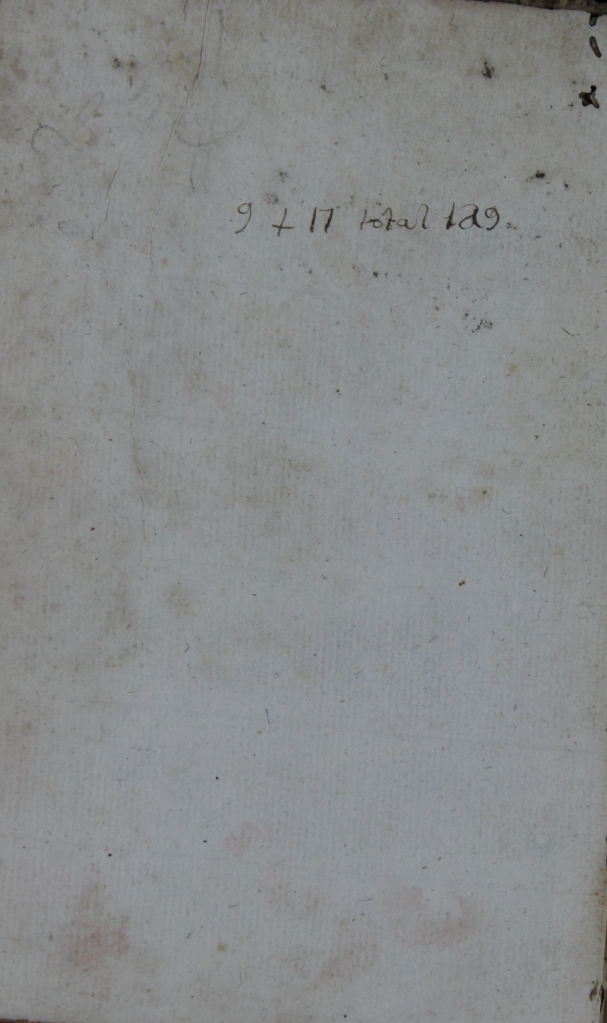 9 + 17 total 129.